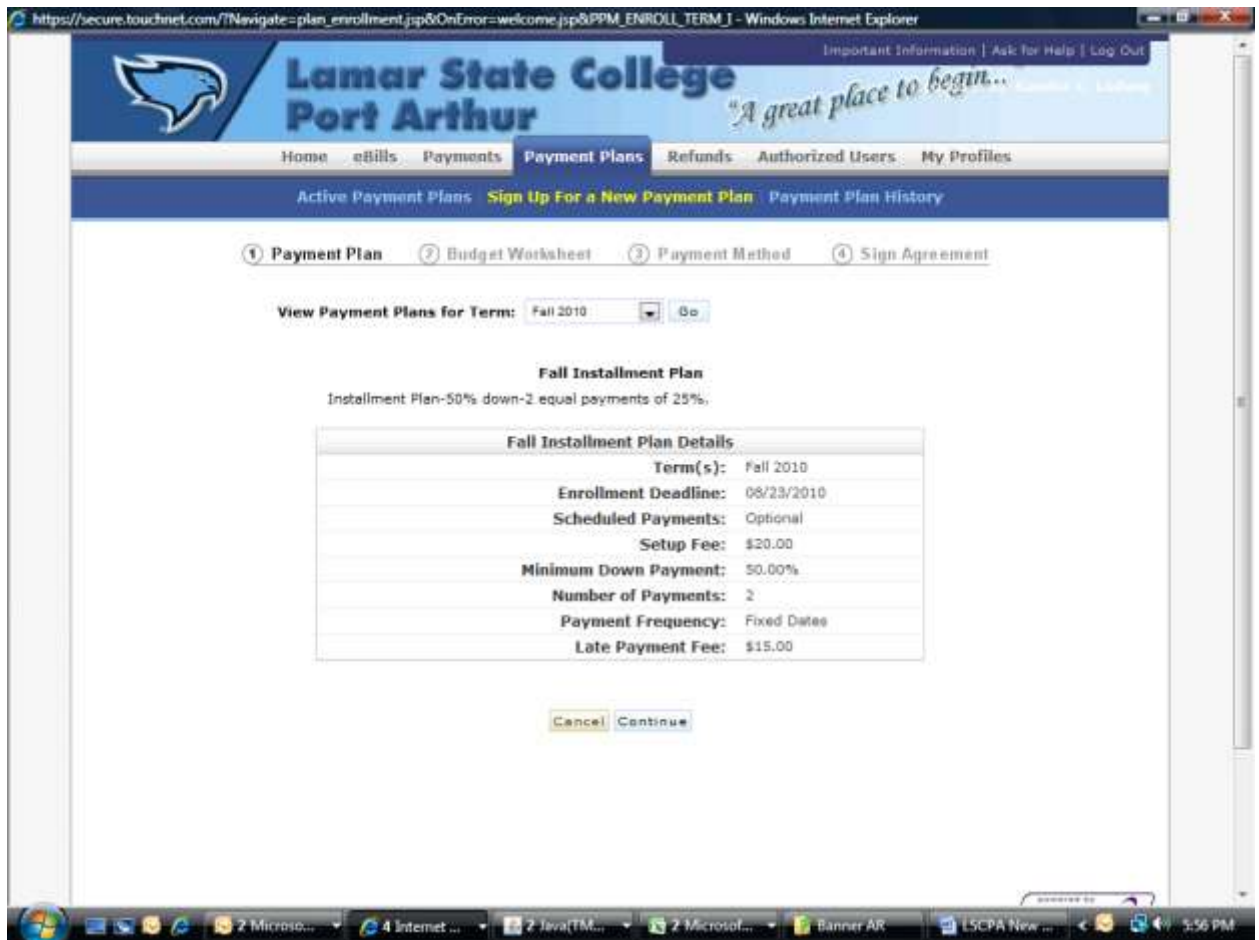 https://secure.touchnet.com/?Navigate=plan_enrollment.jsp&OnError=welcome.jsp&PPM_ENROLL_TERM_I - Windows Internet Explorer
Important Information | Ask for Help | Log Out
Lamar State College
Port Arthur
"A great place to begin...
Home eBills Payments Payment Plans Refunds Authorized Users My Profiles
Active Payment Plans Sign Up For a New Payment Plan Payment Plan History
1 Payment Plan 2 Budget Worksheet 3 Payment Method 4 Sign Agreement
View Payment Plans for Term: Fall 2010 Go
Fall Installment Plan
Installment Plan-50% down-2 equal payments of 25%.
Fall Installment Plan Details
Term(s): Fall 2010
Enrollment Deadline: 08/23/2010
Scheduled Payments: Optional
Setup Fee: $20.00
Minimum Down Payment: 50.00%
Number of Payments: 2
Payment Frequency: Fixed Dates
Late Payment Fee: $15.00
Cancel Continue
2 Microso... 4 Internet ... 2 Java(TM... 2 Microsof... Banner AR LSCPA New ... < 5:56 PM